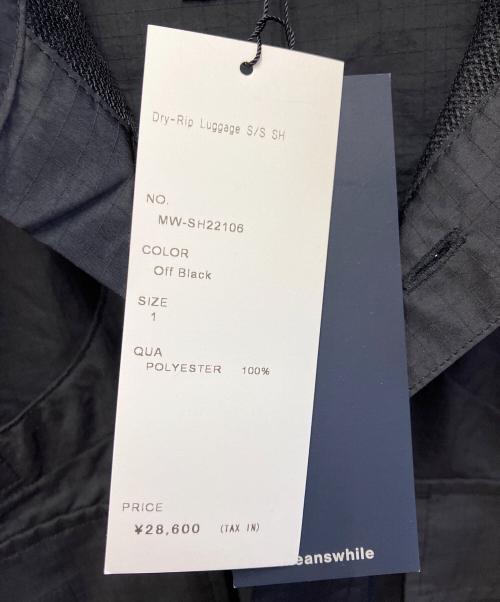 Dry-Rip Luggage S/S SH
NO.
MW-SH22106
COLOR
Off Black
SIZE
1
QUA
POLYESTER 100%
PRICE
¥28,600 (TAX IN)
eanswhile